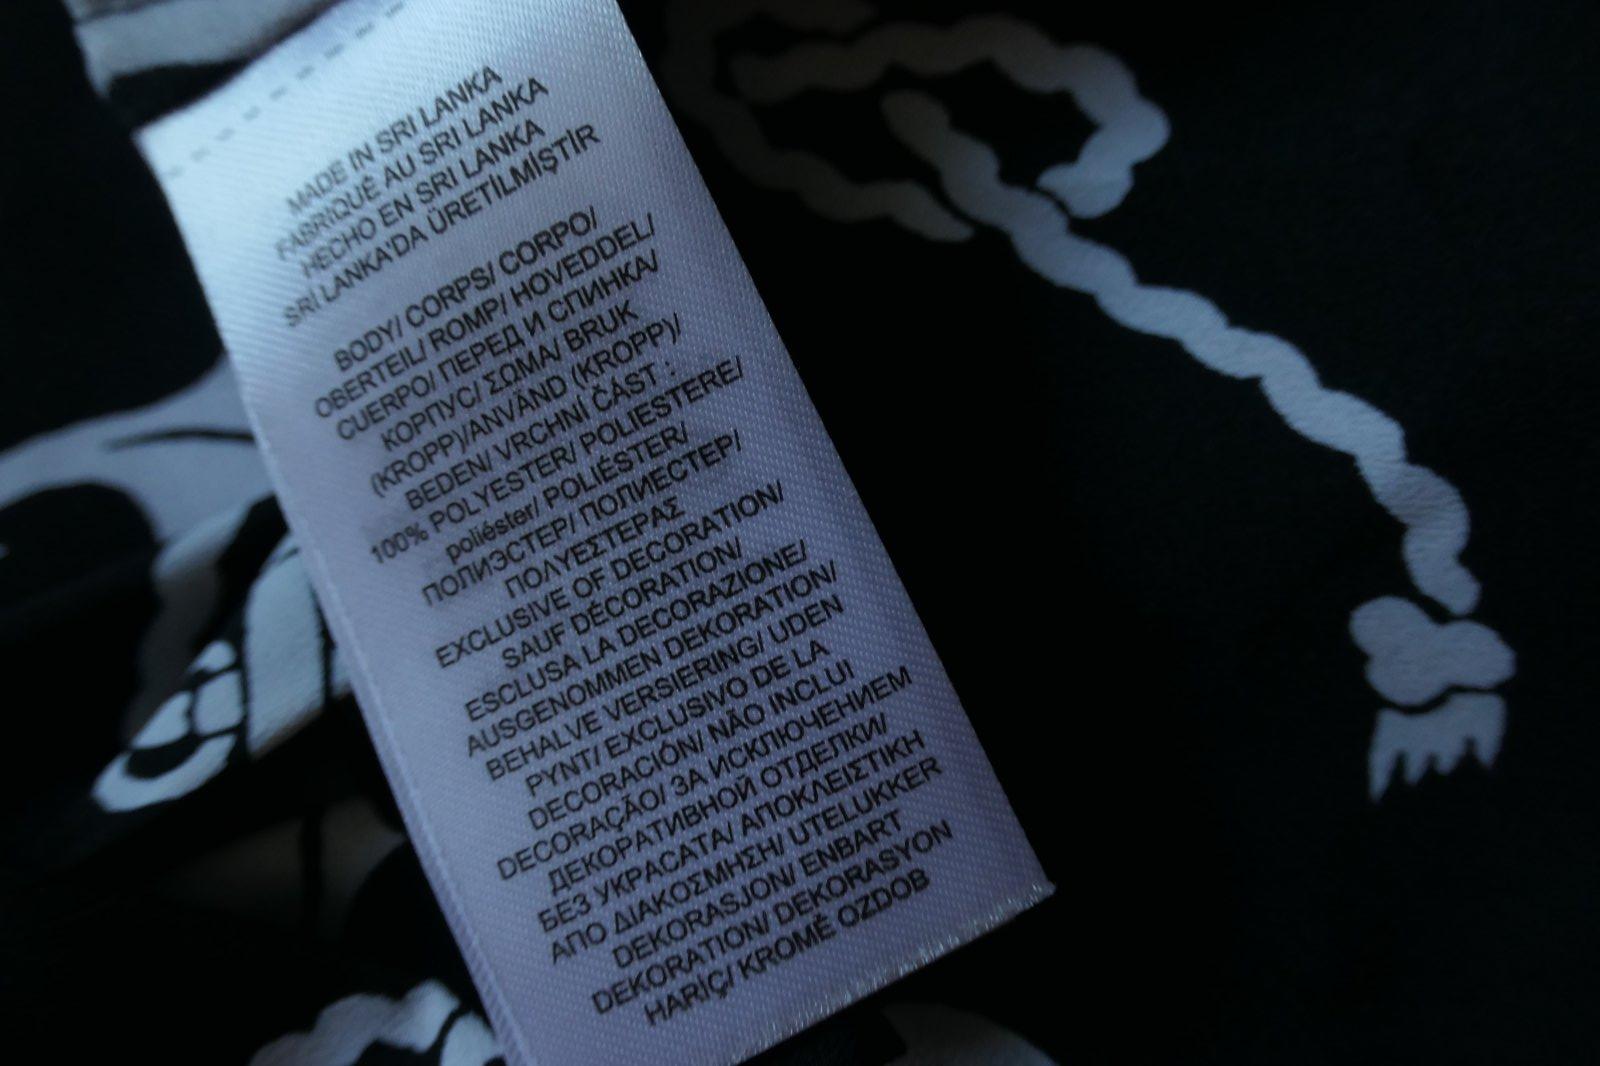 MADE IN SRI LANKA
FABRIQUÉ AU SRI LANKA
HECHO EN SRI LANKA
SRİ LANKA'DA ÜRETİLMİŞTİR
BODY/ CORPS/ CORPO/
OBERTEIL/ ROMP/ HOVEDDEL/
CUERPO/ ПЕРЕД И СПИНКА/
КОРПУС/ ΣΩΜΑ/ BRUK
(KROPP)/ANVÄND (KROPP)/
BEDEN/ VRCHNÍ ČÁST :
100% POLYESTER/ POLIESTERE/
poliéster/ POLIÉSTER/
ПОЛИЭСТЕР/ ПОЛИЕСТЕР/
ΠΟΛΥΕΣΤΕΡΑΣ
EXCLUSIVE OF DECORATION/
SAUF DÉCORATION/
ESCLUSA LA DECORAZIONE/
AUSGENOMMEN DEKORATION/
BEHALVE VERSIERING/ UDEN
PYNT/ EXCLUSIVO DE LA
DECORACIÓN/ NÃO INCLUI
DECORAÇÃO/ ЗА ИСКЛЮЧЕНИЕМ
ДЕКОРАТИВНОЙ ОТДЕЛКИ/
БЕЗ УКРАСАТА/ ΑΠΟΚΛΕΙΣΤΙΚΗ
ΑΠΟ ΔΙΑΚΟΣΜΗΣΗ/ UTELUKKER
DEKORASJON/ ENBART
DEKORATION/ DEKORASYON
HARİÇ/ KROMĚ OZDOB